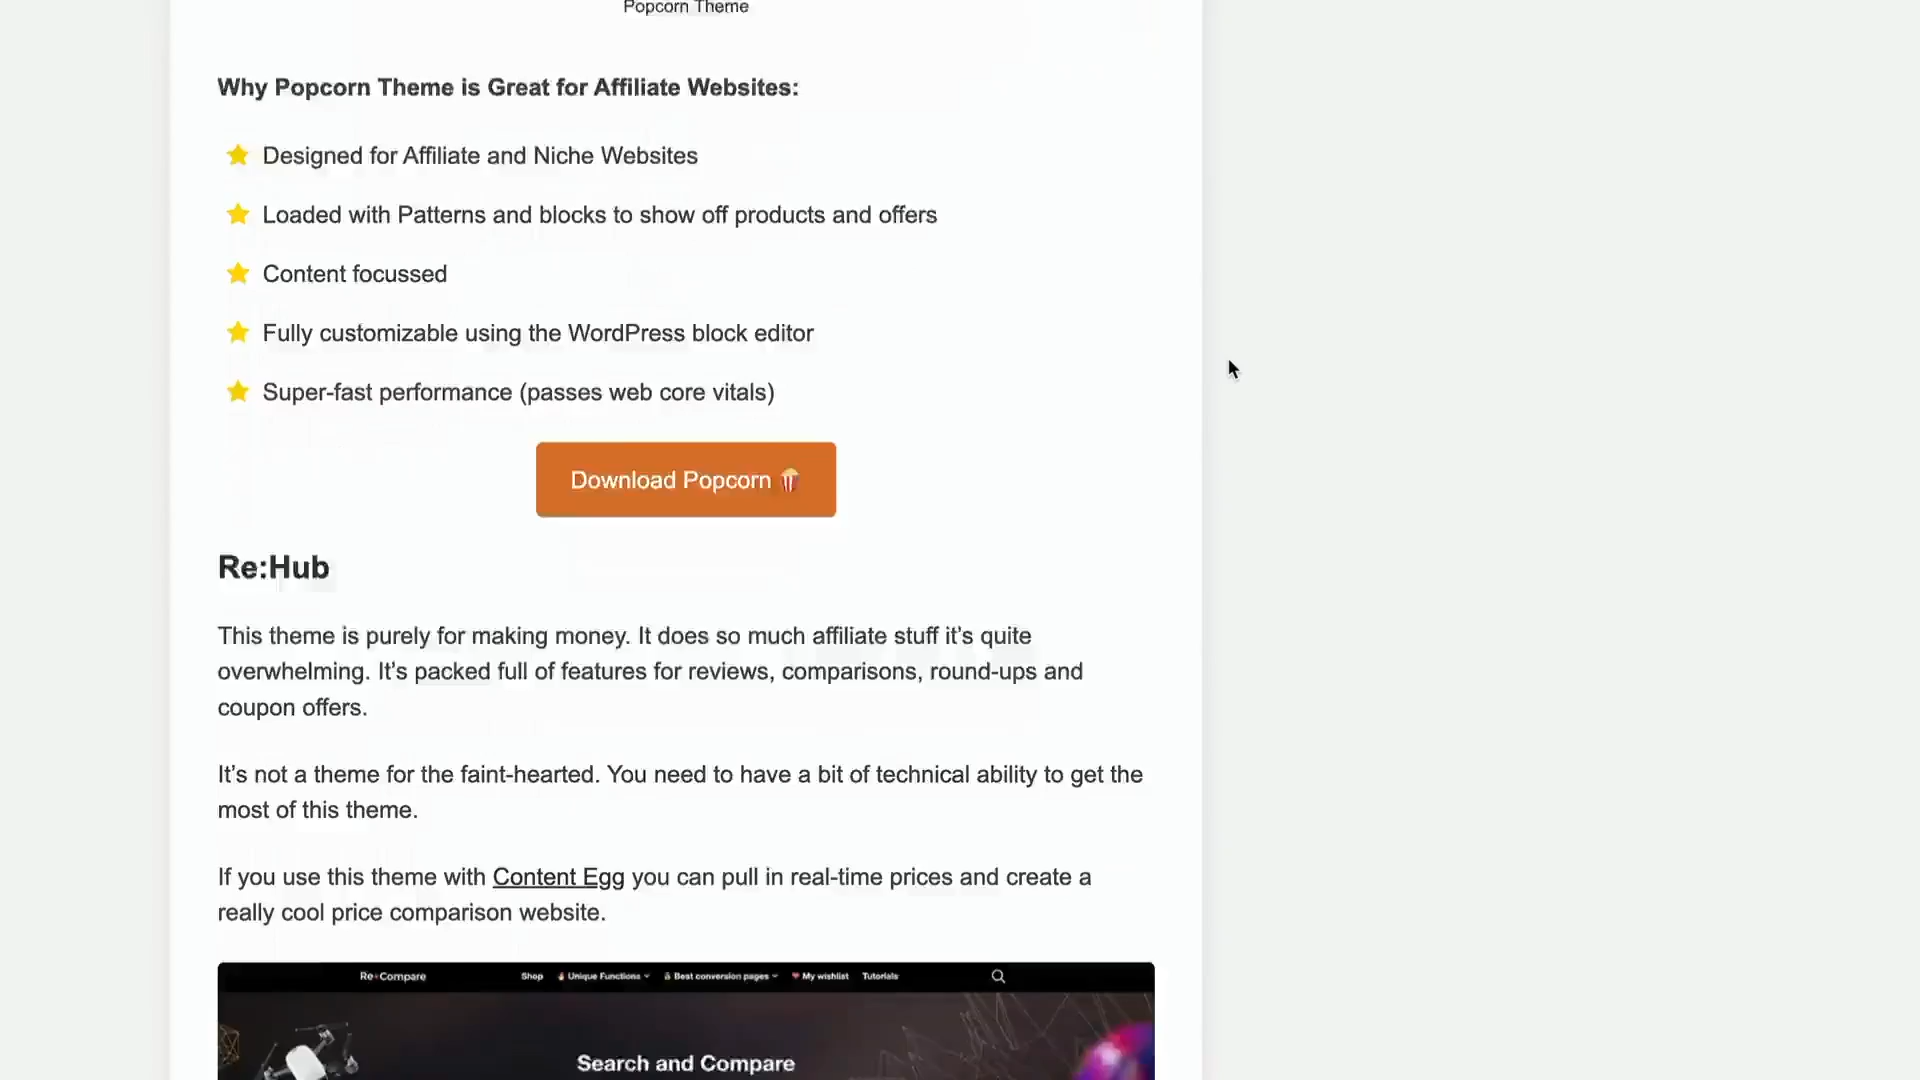 Popcorn Theme
Why Popcorn Theme is Great for Affiliate Websites:
Designed for Affiliate and Niche Websites
Loaded with Patterns and blocks to show off products and offers
Content focussed
Fully customizable using the WordPress block editor
Super-fast performance (passes web core vitals)
Download Popcorn 🍿
Re:Hub
This theme is purely for making money. It does so much affiliate stuff it’s quite
overwhelming. It’s packed full of features for reviews, comparisons, round-ups and
coupon offers.
It’s not a theme for the faint-hearted. You need to have a bit of technical ability to get the
most of this theme.
If you use this theme with Content Egg you can pull in real-time prices and create a
really cool price comparison website.
Re+Compare Shop Unique Functions Best conversion pages My wishlist Tutorials
Search and Compare